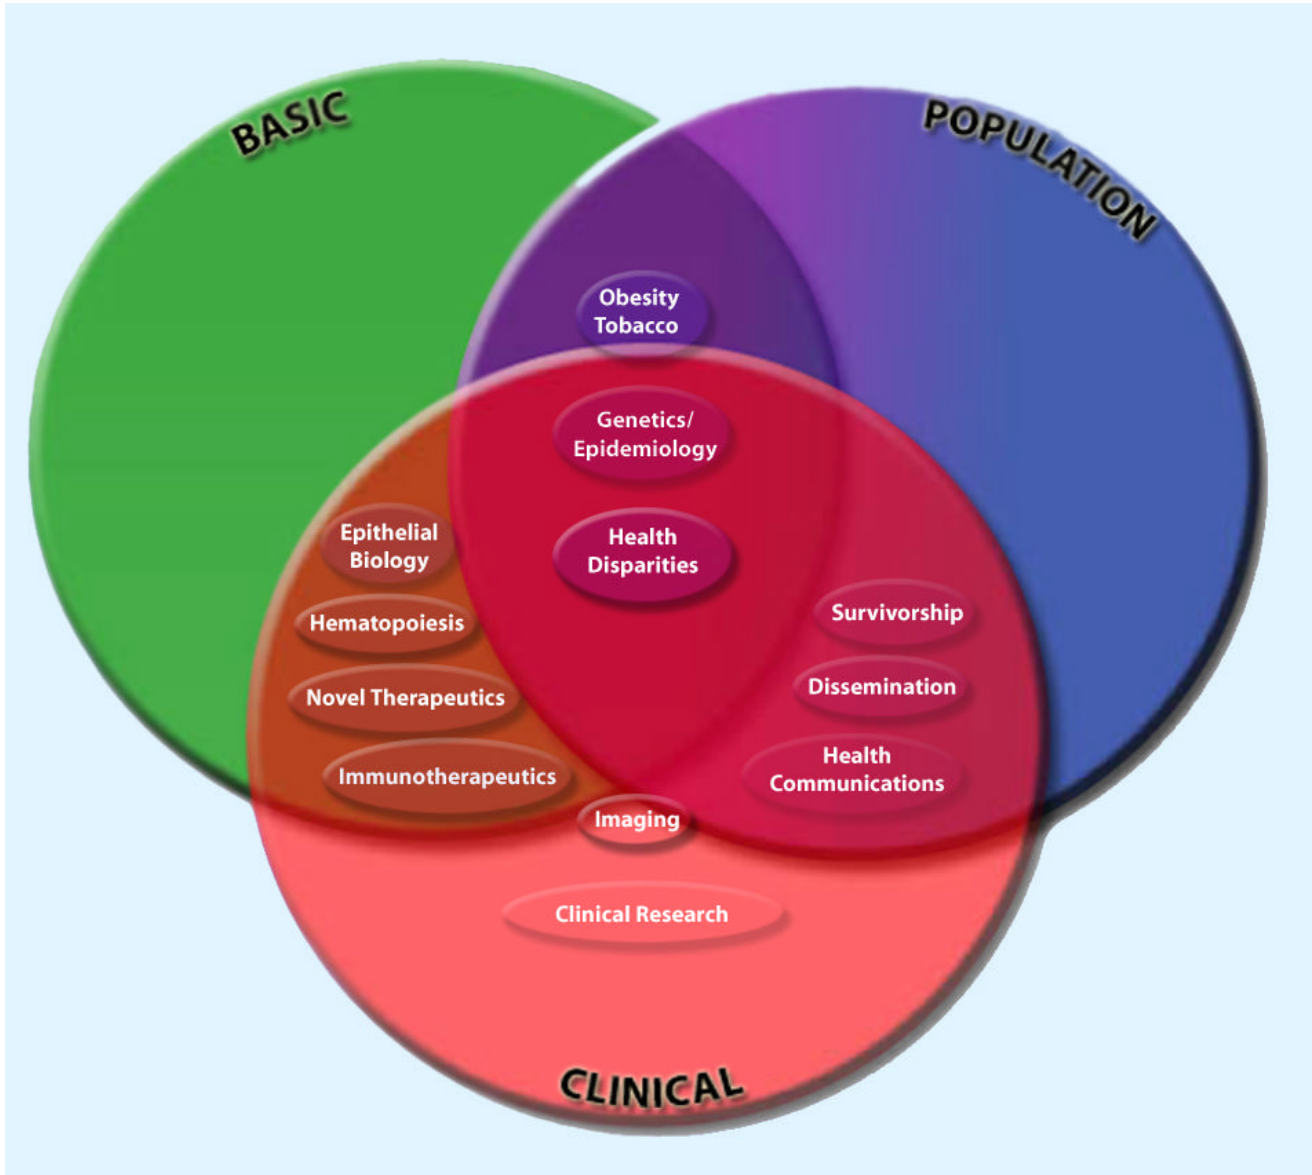 BASIC
POPULATION
Obesity
Tobacco
Genetics/
Epidemiology
Health
Disparities
Epithelial
Biology
Hematopoiesis
Novel Therapeutics
Immunotherapeutics
Survivorship
Dissemination
Health
Communications
Imaging
Clinical Research
CLINICAL